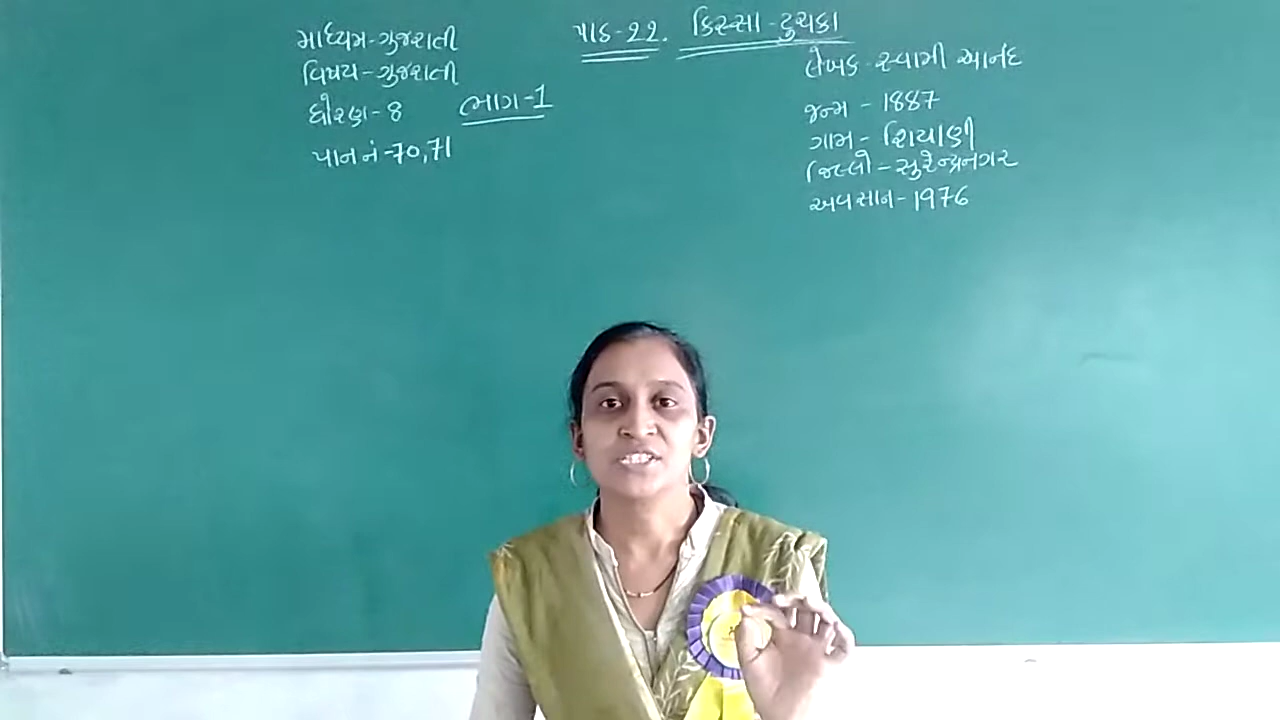 માધ્યમ-ગુજરાતી
વિષય-ગુજરાતી
ધોરણ-8
પાન નં-70,71
ભાગ-1
પાઠ-22. કિસ્સા-ટુચકા
લેખક-સ્વામી આનંદ
જન્મ-1887
ગામ-શિયાણી
જિલ્લો-સુરેન્દ્રનગર
અવસાન-1976